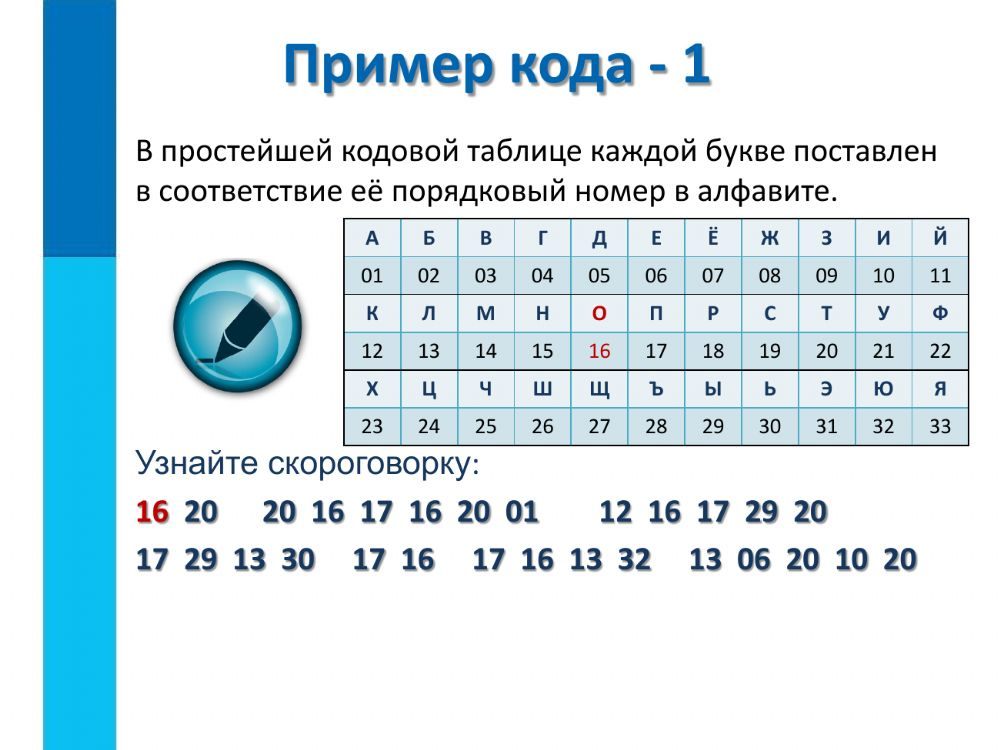 Пример кода - 1
В простейшей кодовой таблице каждой букве поставлен
в соответствие её порядковый номер в алфавите.
А Б В Г Д Е Ё Ж З И Й
01 02 03 04 05 06 07 08 09 10 11
К Л М Н О П Р С Т У Ф
12 13 14 15 16 17 18 19 20 21 22
Х Ц Ч Ш Щ Ъ Ы Ь Э Ю Я
23 24 25 26 27 28 29 30 31 32 33
Узнайте скороговорку:
16 20 20 16 17 16 20 01 12 16 17 29 20
17 29 13 30 17 16 17 16 13 32 13 06 20 10 20